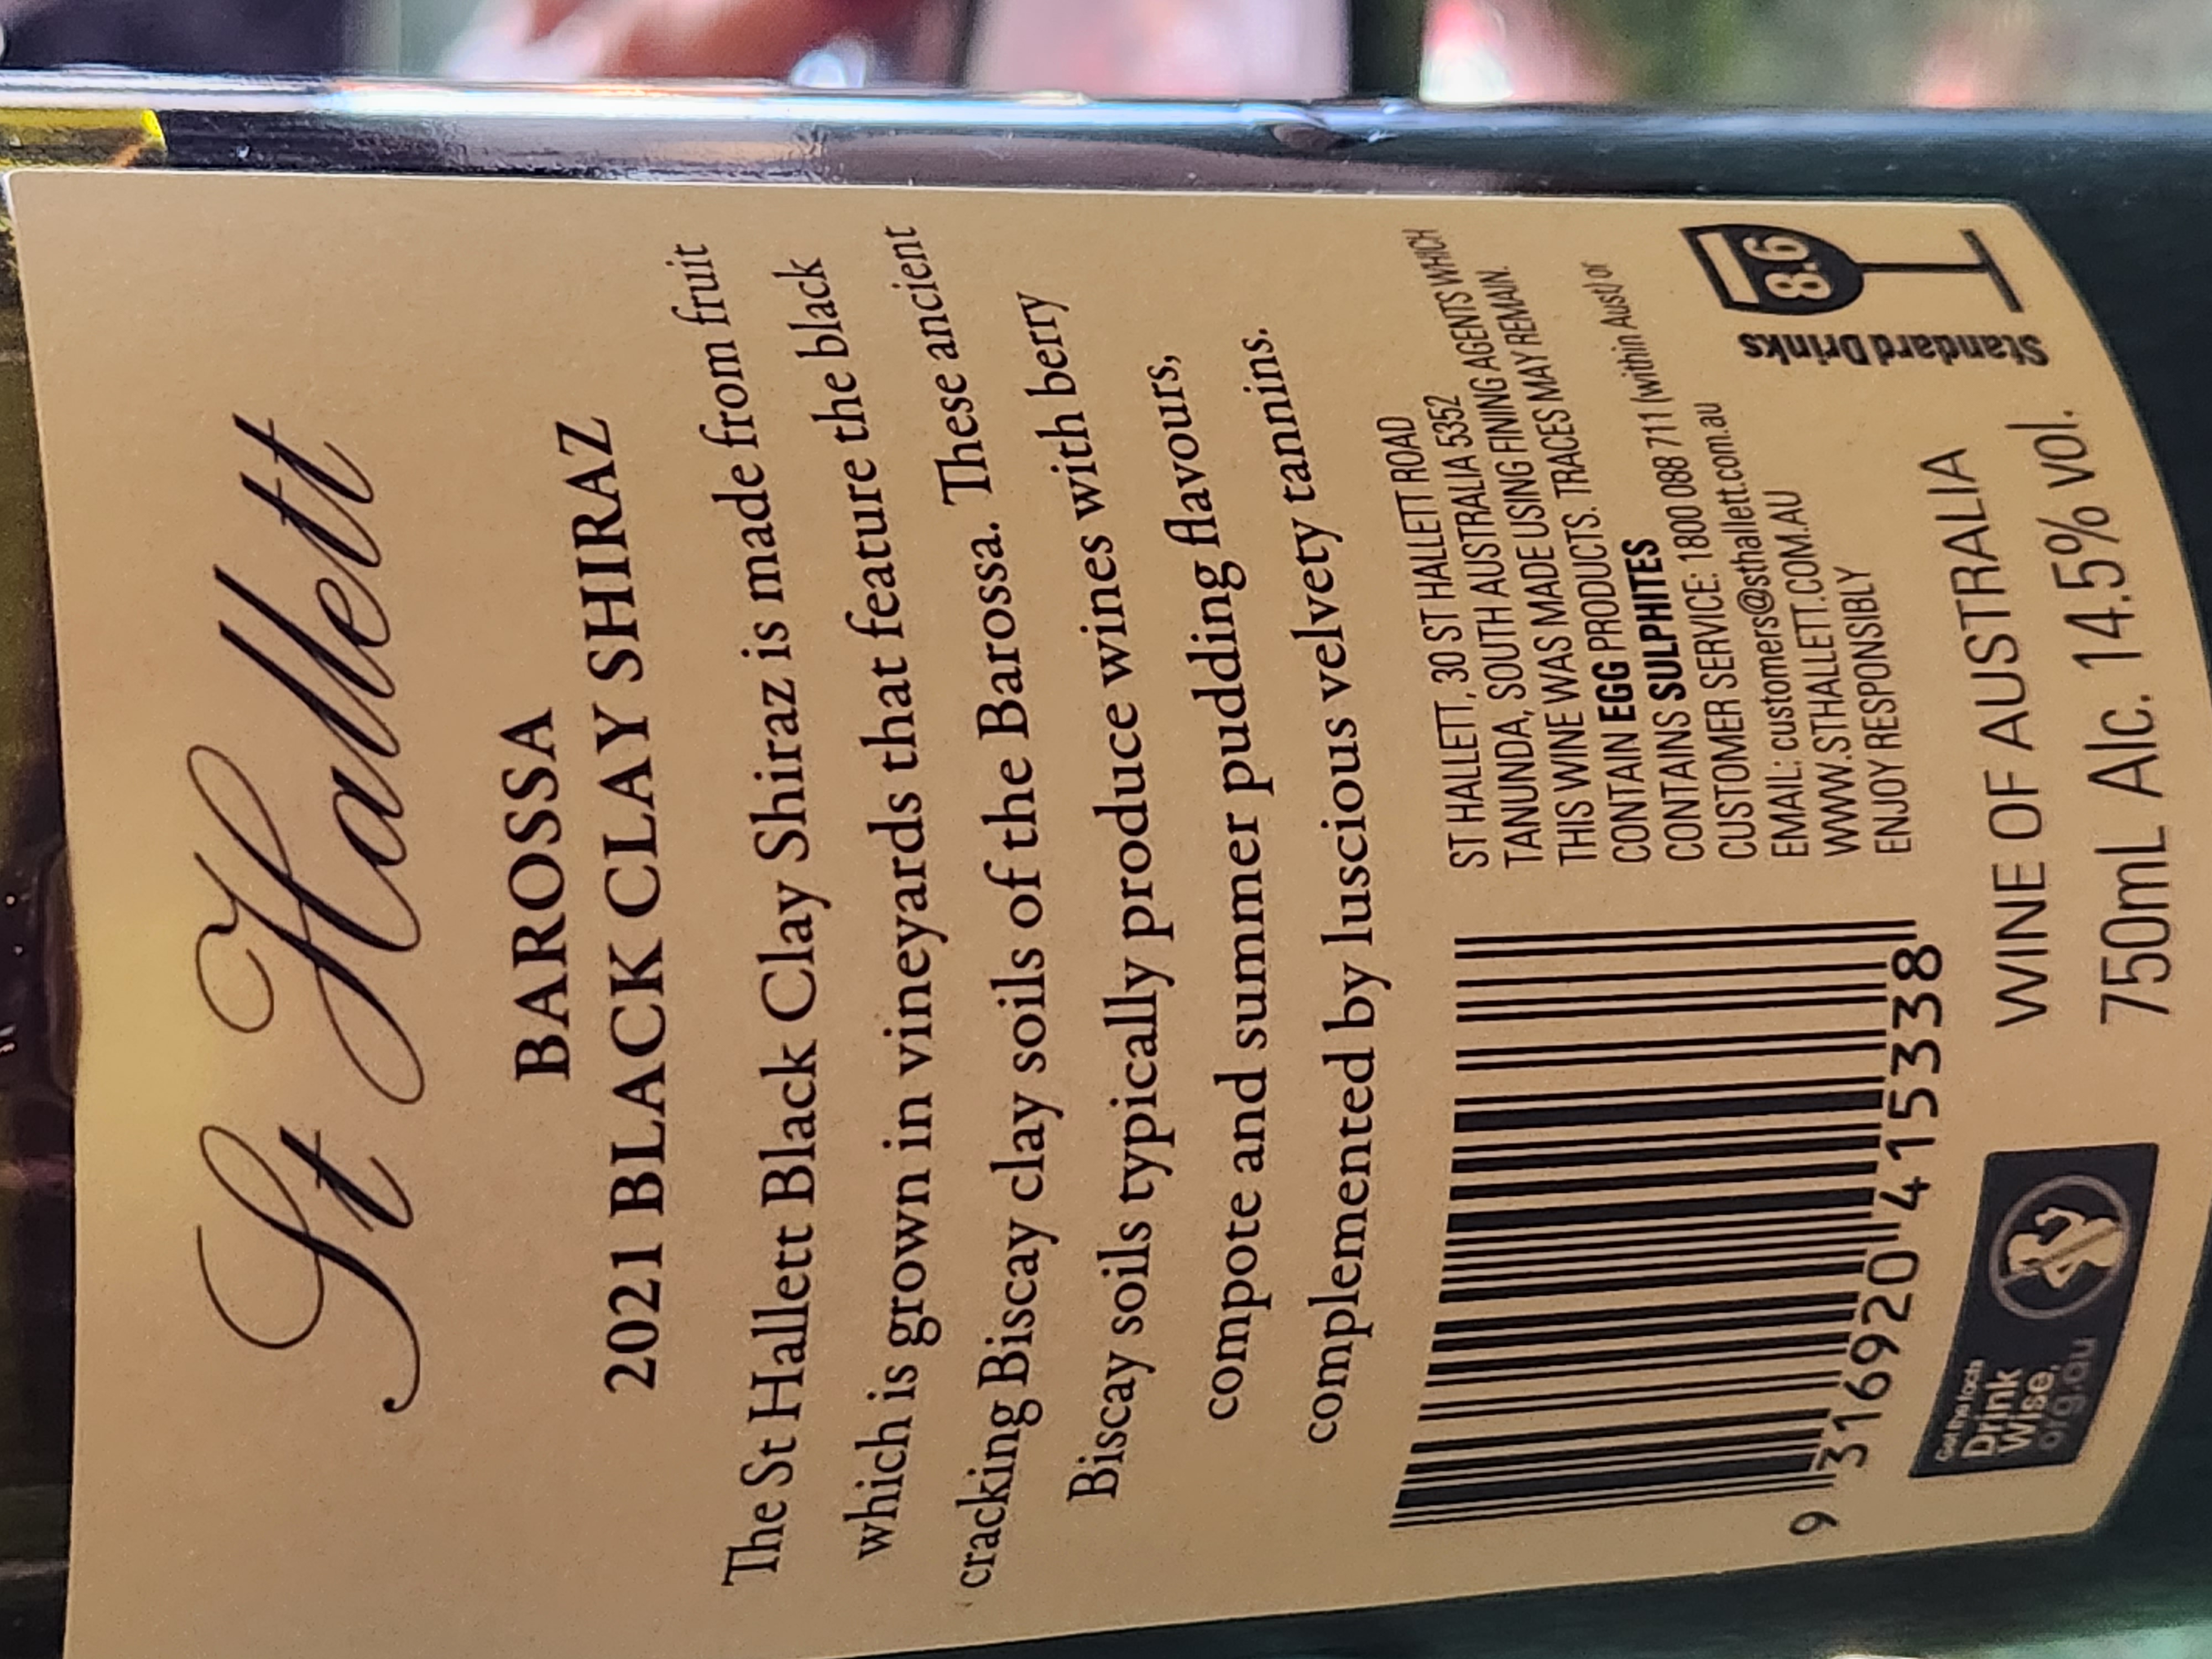 St Hallett
BAROSSA
2021 BLACK CLAY SHIRAZ
The St Hallett Black Clay Shiraz is made from fruit
which is grown in vineyards that feature the black
cracking Biscay clay soils of the Barossa. These ancient
Biscay soils typically produce wines with berry
compote and summer pudding flavours,
complemented by luscious velvety tannins.
ST HALLETT, 30 ST HALLETT ROAD
TANUNDA, SOUTH AUSTRALIA 5352
THIS WINE WAS MADE USING FINING AGENTS WHICH
CONTAIN EGG PRODUCTS. TRACES MAY REMAIN.
CONTAINS SULPHITES
CUSTOMER SERVICE: 1800 088 711 (within Aust) or
EMAIL: customers@sthallett.com.au
WWW.STHALLETT.COM.AU
ENJOY RESPONSIBLY
8.6
Standard Drinks
9 316920 415338
WINE OF AUSTRALIA
750mL Alc. 14.5% vol.
Get the facts
Drink
Wise.
org.au